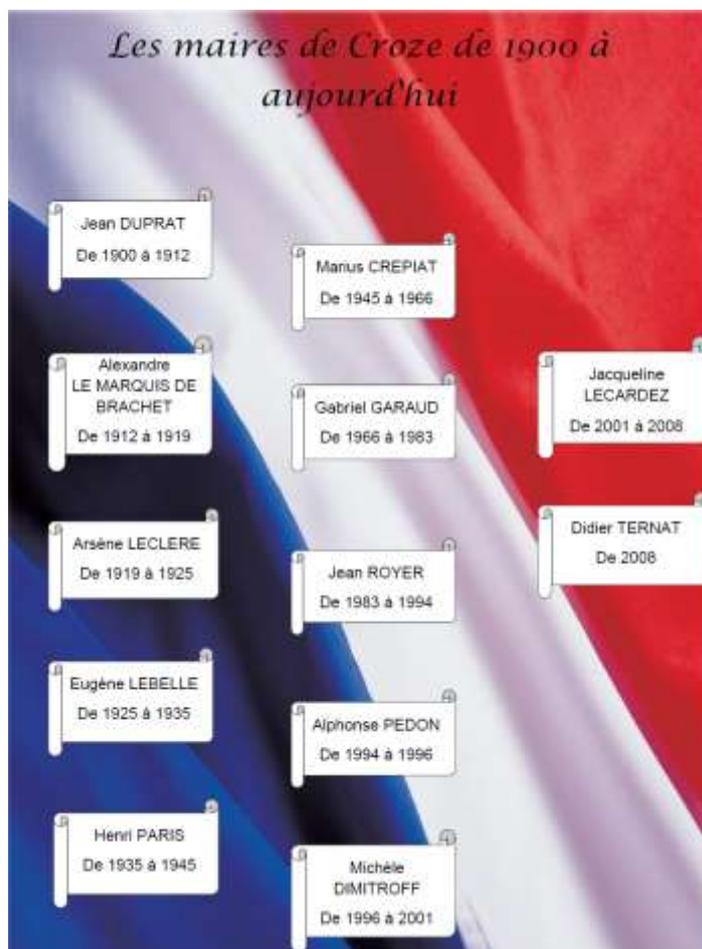 Les maires de Croze de 1900 à
aujourd'hui
Jean DUPRAT
De 1900 à 1912
Alexandre
LE MARQUIS DE
BRACHET
De 1912 à 1919
Arsène LECLERE
De 1919 à 1925
Eugène LEBELLE
De 1925 à 1935
Henri PARIS
De 1935 à 1945
Marius CREPIAT
De 1945 à 1966
Gabriel GARAUD
De 1966 à 1983
Jean ROYER
De 1983 à 1994
Alphonse PEDON
De 1994 à 1996
Michèle
DIMITROFF
De 1996 à 2001
Jacqueline
LECARDEZ
De 2001 à 2008
Didier TERNAT
De 2008